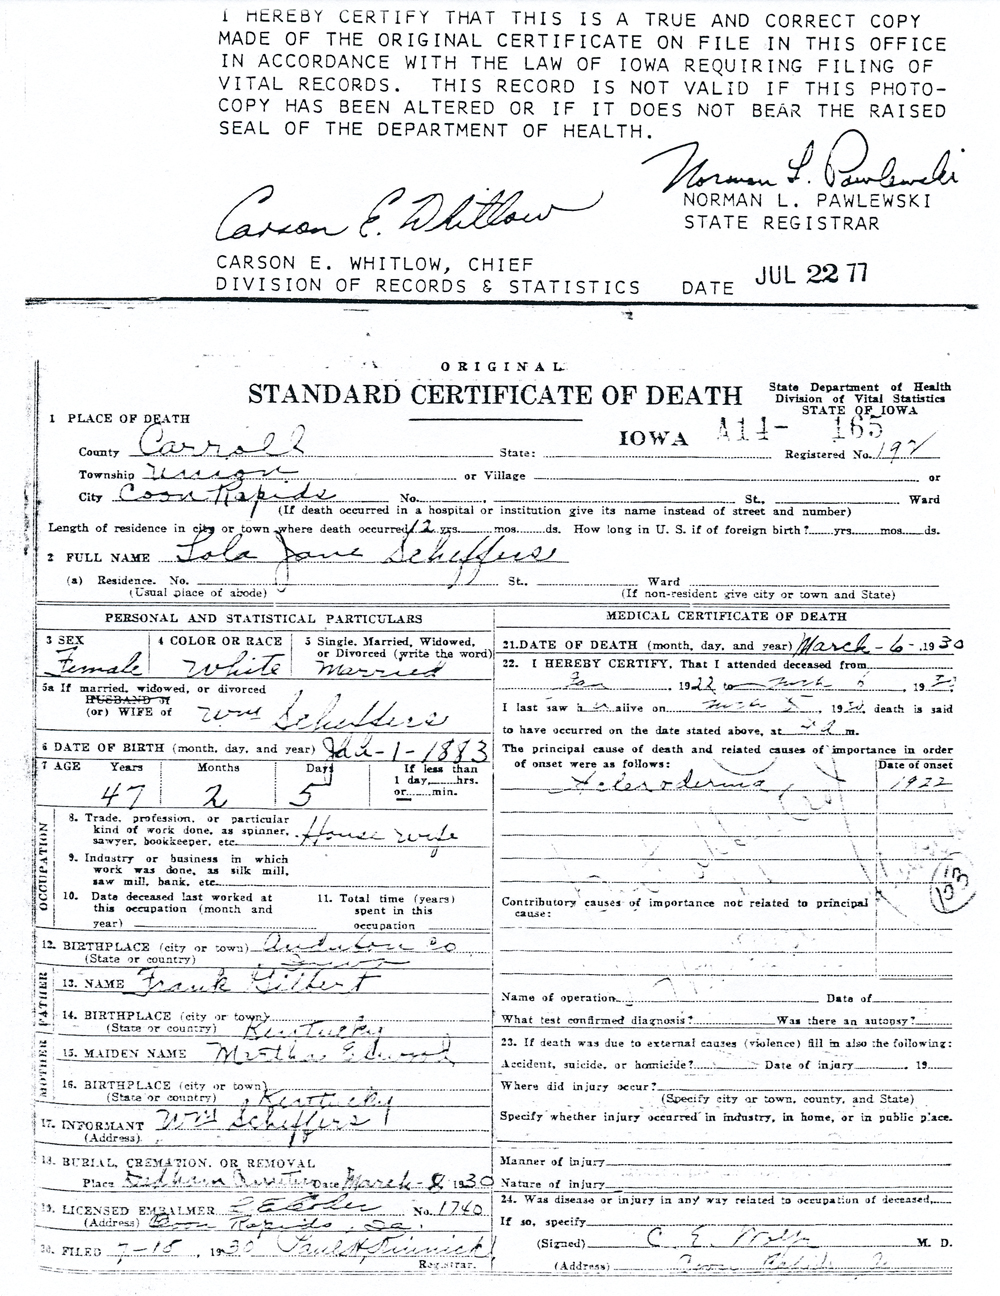 I HEREBY CERTIFY THAT THIS IS A TRUE AND CORRECT COPY
MADE OF THE ORIGINAL CERTIFICATE ON FILE IN THIS OFFICE
IN ACCORDANCE WITH THE LAW OF IOWA REQUIRING FILING OF
VITAL RECORDS. THIS RECORD IS NOT VALID IF THIS PHOTO-
COPY HAS BEEN ALTERED OR IF IT DOES NOT BEAR THE RAISED
SEAL OF THE DEPARTMENT OF HEALTH.
Norman L. Pawlewski
NORMAN L. PAWLEWSKI
STATE REGISTRAR
Carson E. Whitlow
CARSON E. WHITLOW, CHIEF
DIVISION OF RECORDS & STATISTICS DATE JUL 22 77
ORIGINAL
STANDARD CERTIFICATE OF DEATH
State Department of Health
Division of Vital Statistics
STATE OF IOWA
1 PLACE OF DEATH
IOWA A14- 165
County Carroll State: Registered No. 192
Township Union or Village or
City Coon Rapids No. St., Ward
(If death occurred in a hospital or institution give its name instead of street and number)
Length of residence in city or town where death occurred 12 yrs. mos. ds. How long in U. S. if of foreign birth? yrs. mos. ds.
2 FULL NAME Lola Jane Scheffers
(a) Residence. No. St., Ward
(Usual place of abode) (If non-resident give city or town and State)
PERSONAL AND STATISTICAL PARTICULARS
3 SEX 4 COLOR OR RACE 5 Single, Married, Widowed,
or Divorced (write the word)
Female White Married
5a If married, widowed, or divorced
HUSBAND of
(or) WIFE of Wm Scheffers
6 DATE OF BIRTH (month, day, and year) Jan-1-1883
7 AGE Years Months Days If less than
1 day, hrs.
or min.
47 2 5
OCCUPATION
8. Trade, profession, or particular
kind of work done, as spinner,
sawyer, bookkeeper, etc. House wife
9. Industry or business in which
work was done, as silk mill,
saw mill, bank, etc.
10. Date deceased last worked at
this occupation (month and
year)
11. Total time (years)
spent in this
occupation
12. BIRTHPLACE (city or town) Audubon Co
(State or country) Iowa
FATHER
13. NAME Frank Gilbert
14. BIRTHPLACE (city or town)
(State or country) Kentucky
MOTHER
15. MAIDEN NAME Martha
16. BIRTHPLACE (city or town)
(State or country) Kentucky
17. INFORMANT Wm Scheffers
(Address)
18. BURIAL, CREMATION, OR REMOVAL
Place Dedham Date March-8 1930
19. LICENSED EMBALMER No. 1740
(Address) Coon Rapids Ia.
20. FILED 7-15, 1930 Paul H. Pinnick
Registrar.
MEDICAL CERTIFICATE OF DEATH
21. DATE OF DEATH (month, day, and year) March-6-, 1930
22. I HEREBY CERTIFY, That I attended deceased from
Jan, 1922 to, 1930
I last saw h alive on, 1930 death is said
to have occurred on the date stated above, at m.
The principal cause of death and related causes of importance in order
of onset were as follows: Date of onset
Scleroderma, 1922
133
Contributory causes of importance not related to principal
cause:
Name of operation Date of
What test confirmed diagnosis? Was there an autopsy?
23. If death was due to external causes (violence) fill in also the following:
Accident, suicide, or homicide? Date of injury 19
Where did injury occur?
(Specify city or town, county, and State)
Specify whether injury occurred in industry, in home, or in public place.
Manner of injury
Nature of injury
24. Was disease or injury in any way related to occupation of deceased,
If so, specify
(Signed) C. E. M. D.
(Address) Coon Rapids